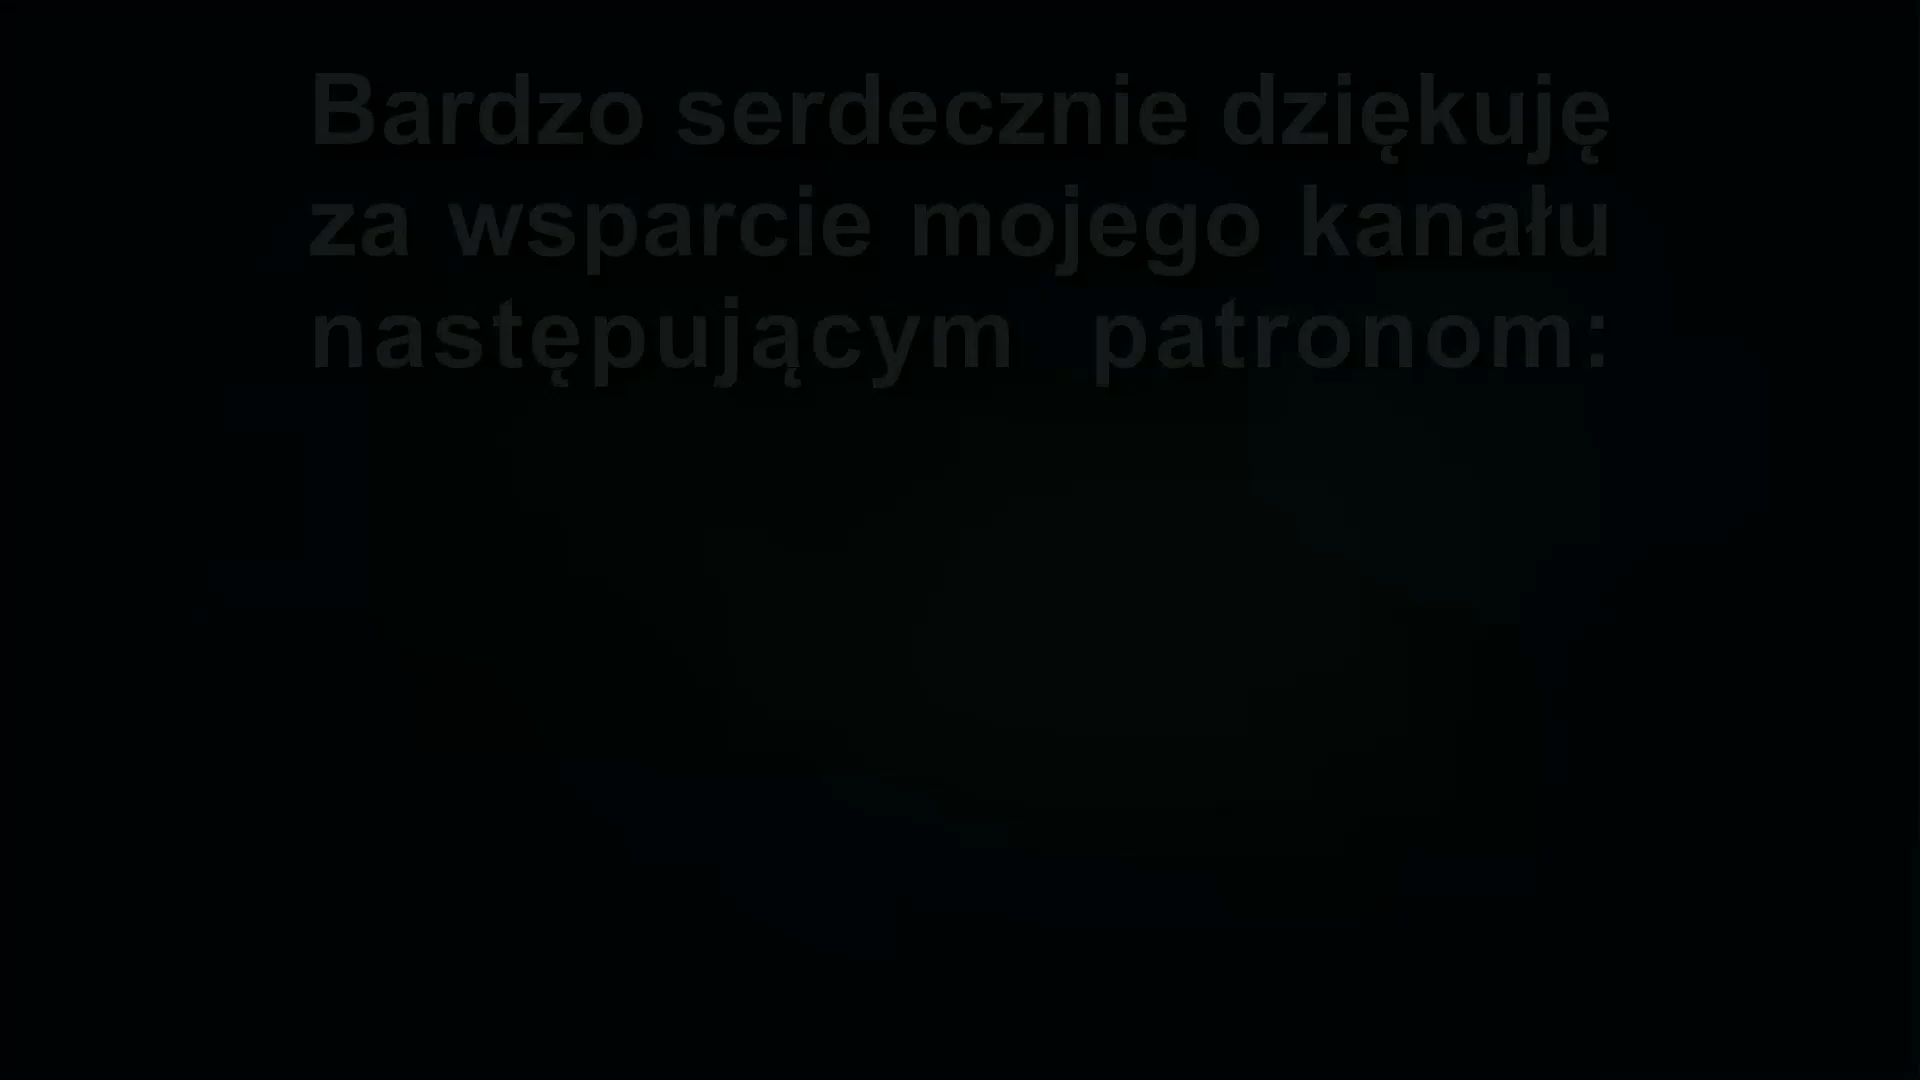 Bardzo serdecznie dziękuję
za wsparcie mojego kanału
następującym patronom: